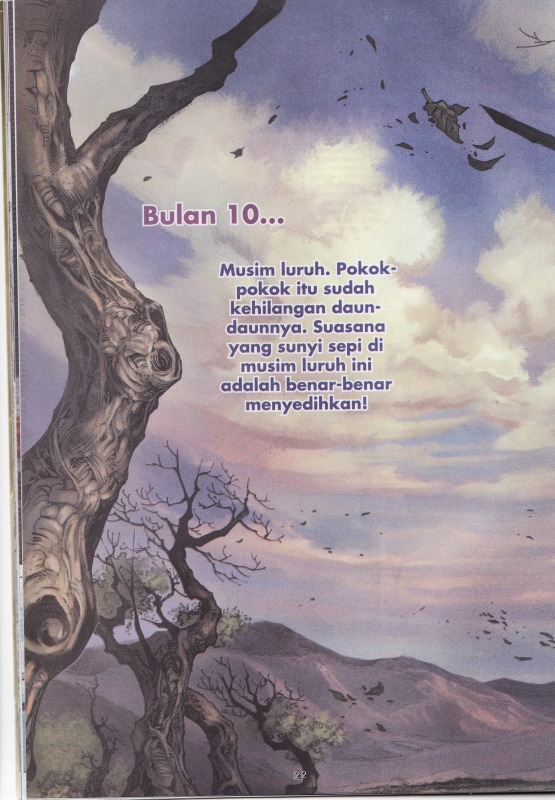 Bulan 10...
Musim luruh. Pokok-
pokok itu sudah
kehilangan daun-
daunnya. Suasana
yang sunyi sepi di
musim luruh ini
adalah benar-benar
menyedihkan!
22